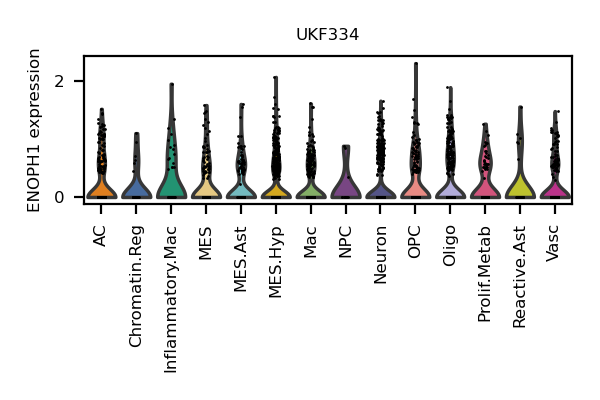 UKF334
ENOPH1 expression
2
0
AC
Chromatin.Reg
Inflammatory.Mac
MES
MES.Ast
MES.Hyp
Mac
NPC
Neuron
OPC
Oligo
Prolif.Metab
Reactive.Ast
Vasc